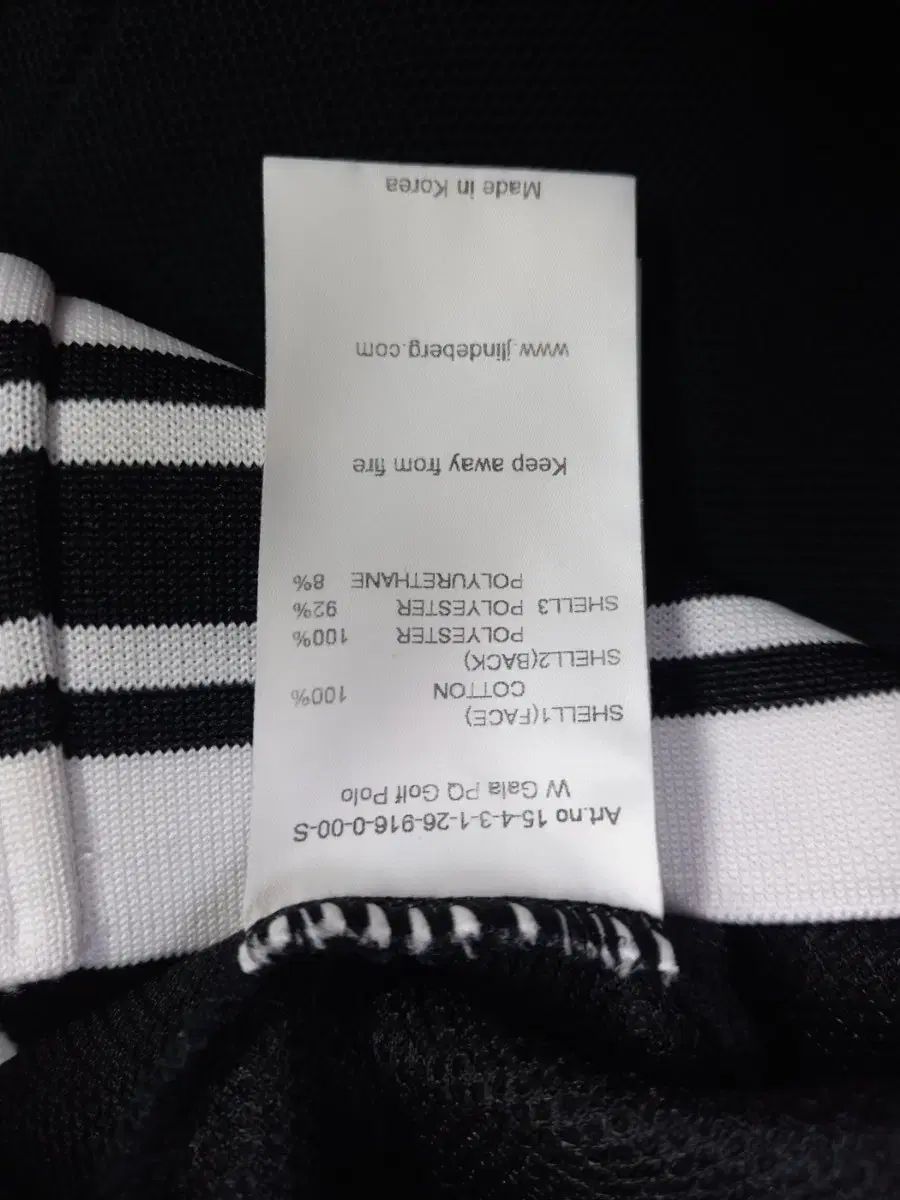 Art.no 15-4-3-1-26-916-0-00-S
W Gala PQ Golf Polo
SHELL1(FACE)
COTTON 100%
SHELL2(BACK)
POLYESTER 100%
SHELL3 POLYESTER 92%
POLYURETHANE 8%
Keep away from fire
www.jlindeberg.com
Made in Korea